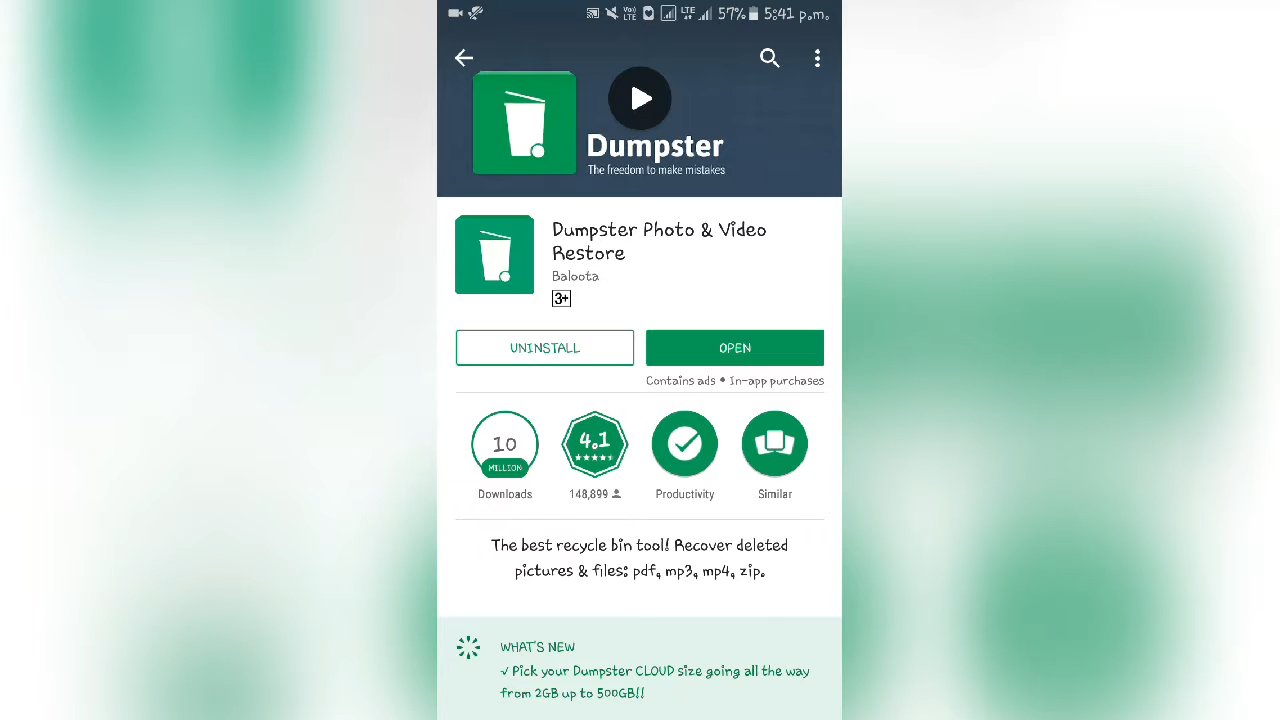 Vo)) LTE LTE 57% 5:41 p.m.
Dumpster
The freedom to make mistakes
Dumpster Photo & Video
Restore
Baloota
3+
UNINSTALL OPEN
Contains ads • In-app purchases
10 MILLION 4.1
Downloads 148,899 Productivity Similar
The best recycle bin tool! Recover deleted
pictures & files: pdf, mp3, mp4, zip.
WHAT'S NEW
√ Pick your Dumpster CLOUD size going all the way
from 2GB up to 500GB!!